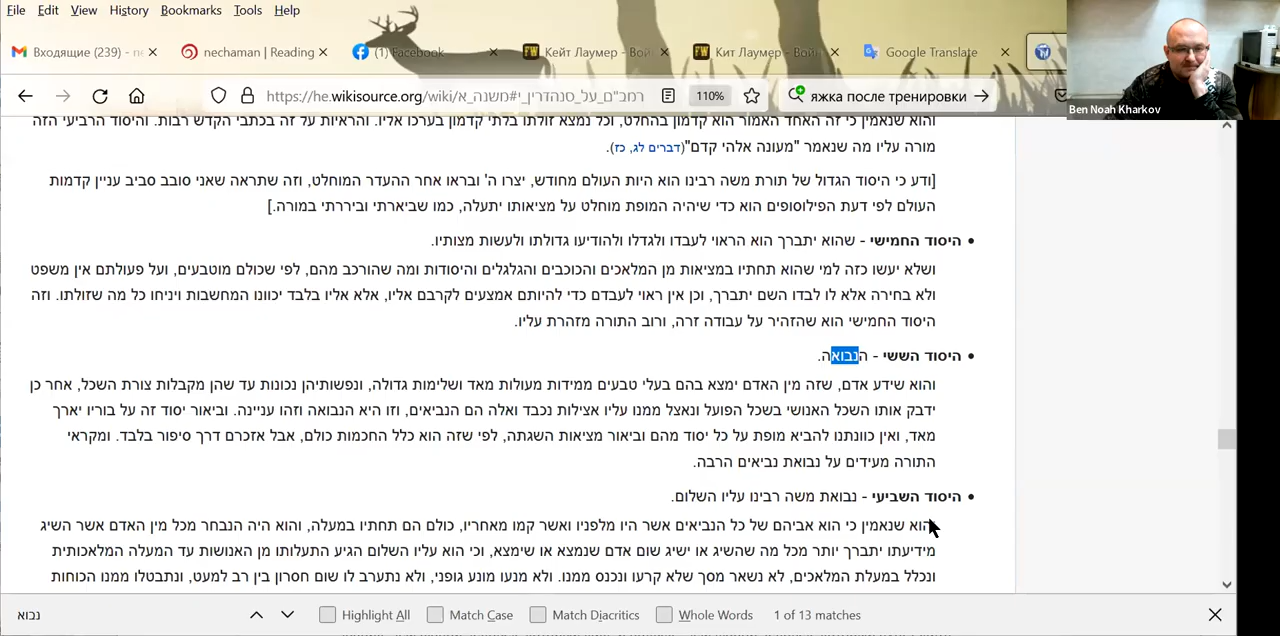 File Edit View History Bookmarks Tools Help
Входящие (239) - ne
nechaman | Reading
(1) Facebook
Кейт Лаумер - Вой
Кит Лаумер - Войн
Google Translate
https://he.wikisource.org/wiki/רמב"ם_על_סנהדרין_י#משנה_א
110%
яжка после тренировки
Ben Noah Kharkov
והוא שנאמין כי זה האחד האמור הוא קדמון בהחלט, וכל נמצא זולתו בלתי קדמון בערכו אליו. והראיות על זה בכתבי הקדש רבות. והיסוד הרביעי הזה
מורה עליו מה שנאמר "מעונה אלהי קדם"(דברים לג, כז).
[ודע כי היסוד הגדול של תורת משה רבינו הוא היות העולם מחודש, יצרו ה' ובראו אחר ההעדר המוחלט, וזה שתראה שאני סובב סביב עניין קדמות
העולם לפי דעת הפילוסופים הוא כדי שיהיה המופת מוחלט על מציאותו יתעלה, כמו שביארתי וביררתי במורה.]
• היסוד החמישי - שהוא יתברך הוא הראוי לעבדו ולגדלו ולהודיעו גדולתו ולעשות מצותיו.
ושלא יעשו כזה למי שהוא תחתיו במציאות מן המלאכים והכוכבים והגלגלים והיסודות ומה שהורכב מהם, לפי שכולם מוטבעים, ועל פעולתם אין משפט
ולא בחירה אלא לו לבדו השם יתברך, וכן אין ראוי לעבדם כדי להיותם אמצעים לקרבם אליו, אלא אליו בלבד יכוונו המחשבות ויניחו כל מה שזולתו. וזה
היסוד החמישי הוא שהזהיר על עבודה זרה, ורוב התורה מזהרת עליו.
• היסוד הששי - הנבואה.
והוא שידע אדם, שזה מין האדם ימצא בהם בעלי טבעים ממידות מעולות מאד ושלימות גדולה, ונפשותיהן נכונות עד שהן מקבלות צורת השכל, אחר כן
ידבק אותו השכל האנושי בשכל הפועל ונאצל ממנו עליו אצילות נכבד ואלה הם הנביאים, וזו היא הנבואה וזהו עניינה. וביאור יסוד זה על בוריו יארך
מאד, ואין כוונתנו להביא מופת על כל יסוד מהם וביאור מציאות השגתה, לפי שזה הוא כלל החכמות כולם, אבל אזכרם דרך סיפור בלבד. ומקראי
התורה מעידים על נבואת נביאים הרבה.
• היסוד השביעי - נבואת משה רבינו עליו השלום.
והוא שנאמין כי הוא אביהם של כל הנביאים אשר היו מלפניו ואשר קמו מאחריו, כולם הם תחתיו במעלה, והוא היה הנבחר מכל מין האדם אשר השיג
מידיעתו יתברך יותר מכל מה שהשיג או ישיג שום אדם שנמצא או שימצא, וכי הוא עליו השלום הגיע התעלותו מן האנושות עד המעלה המלאכותית
ונכלל במעלת המלאכים, לא נשאר מסך שלא קרעו ונכנס ממנו. ולא מנעו מונע גופני, ולא נתערב לו שום חסרון בין רב למעט, ונתבטלו ממנו הכוחות
נבוא Highlight All Match Case Match Diacritics Whole Words 1 of 13 matches